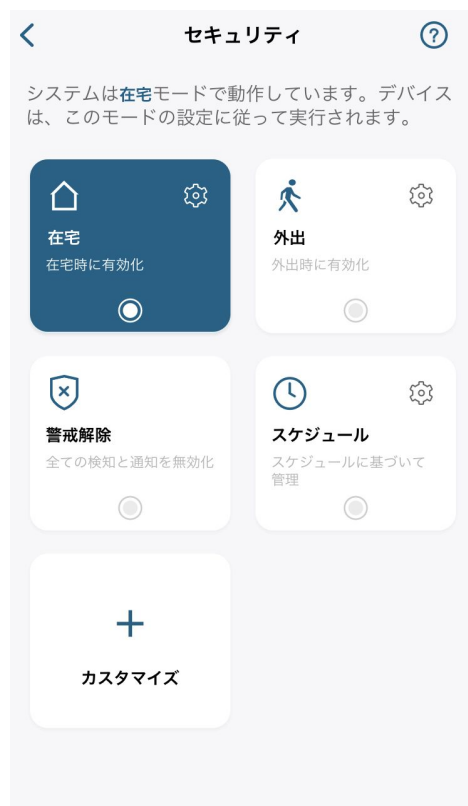 セキュリティ
?
システムは在宅モードで動作しています。デバイス
は、このモードの設定に従って実行されます。
在宅
在宅時に有効化
外出
外出時に有効化
警戒解除
全ての検知と通知を無効化
スケジュール
スケジュールに基づいて
管理
カスタマイズ